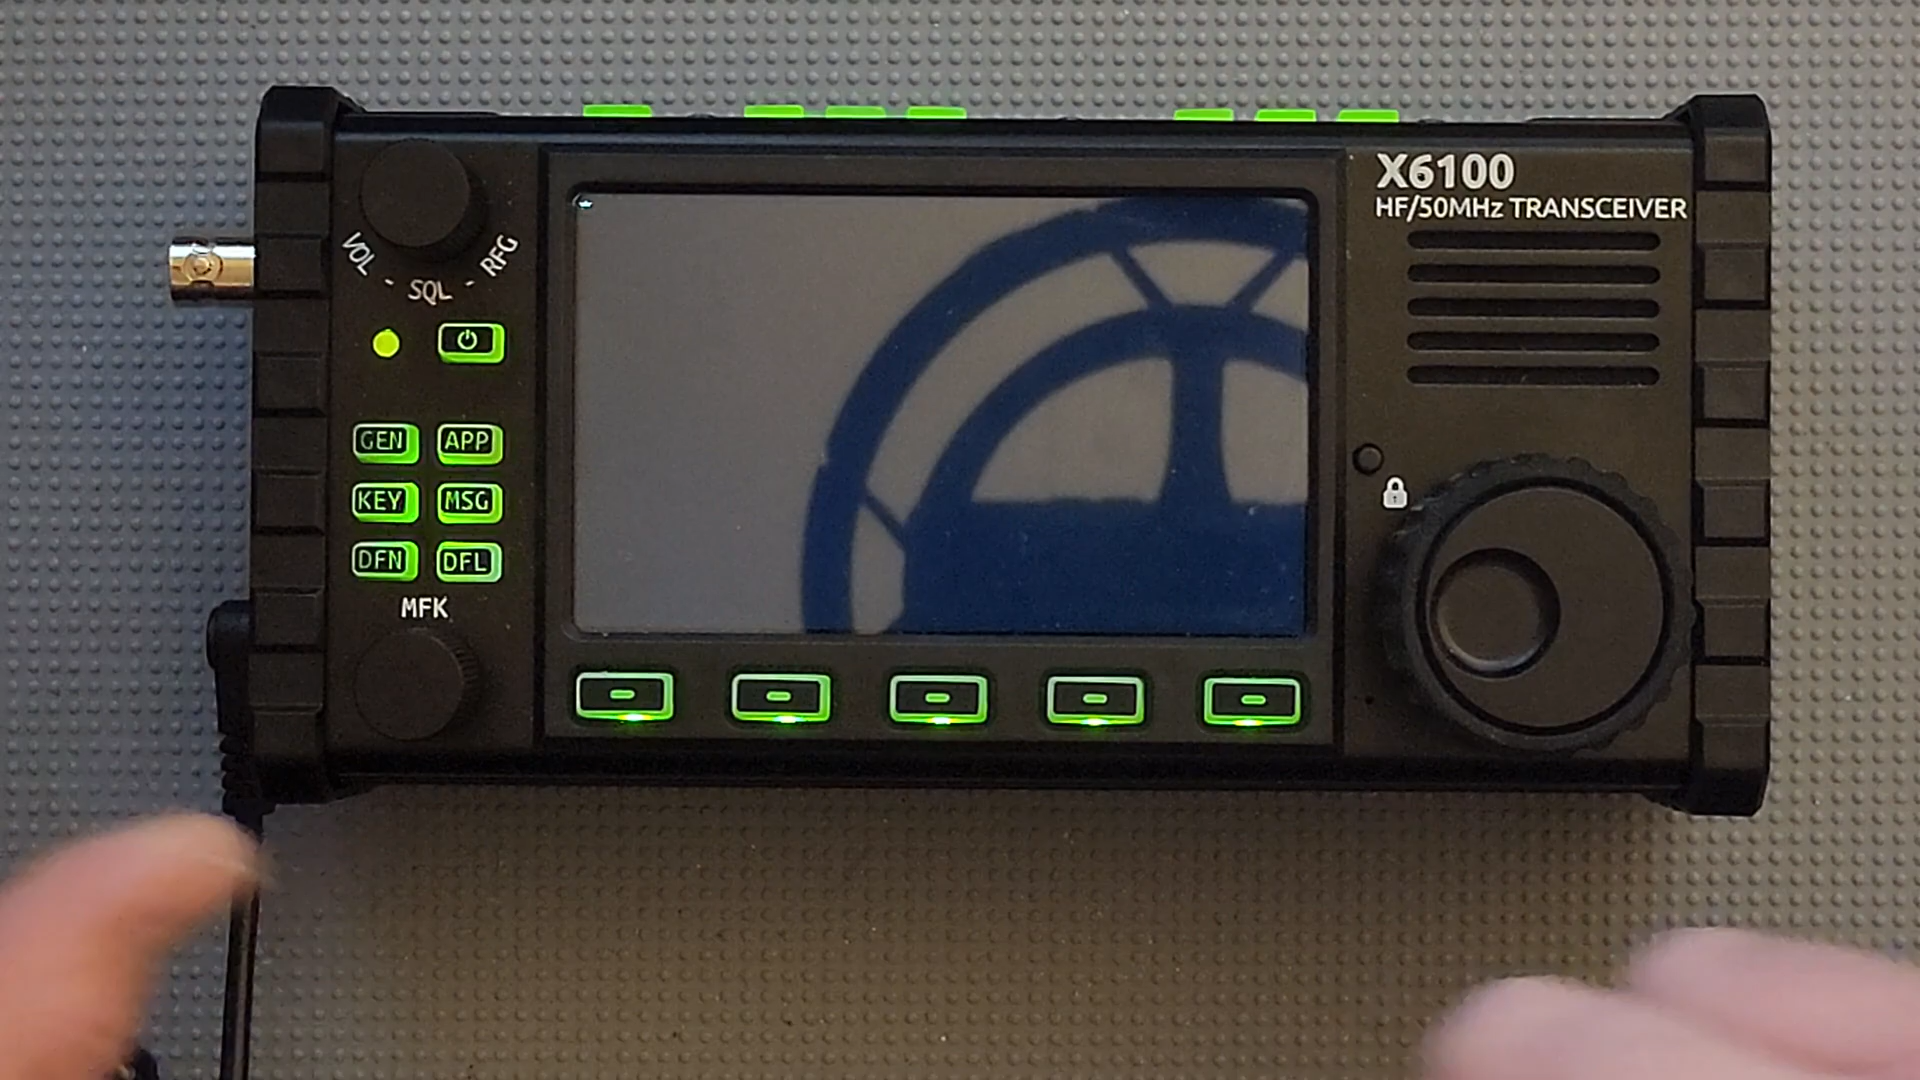 X6100
HF/50MHz TRANSCEIVER
VOL - SQL - RFG
GEN APP
KEY MSG
DFN DFL
MFK